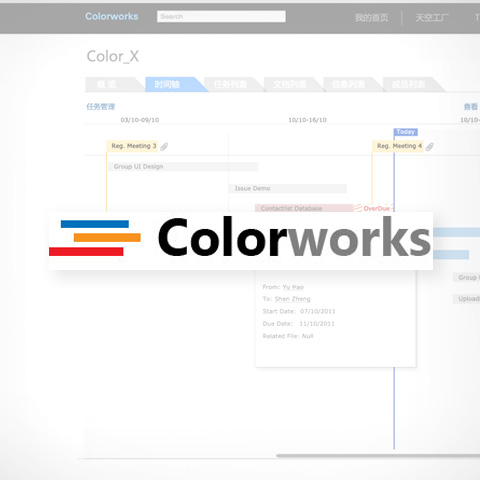 Colorworks
Search
我的首页
天空工厂
Color_X
概 览
时间轴
任务列表
文档列表
信息列表
成员列表
任务管理
查看
03/10-09/10
10/10-16/10
10/10
Today
Reg. Meeting 3
Reg. Meeting 4
Group UI Design
Issue Demo
Contactlist Database
OverDue
Colorworks
From: Yu Hao
To: Shan Zheng
Start Date: 07/10/2011
Due Date: 11/10/2011
Related File: Null
Group